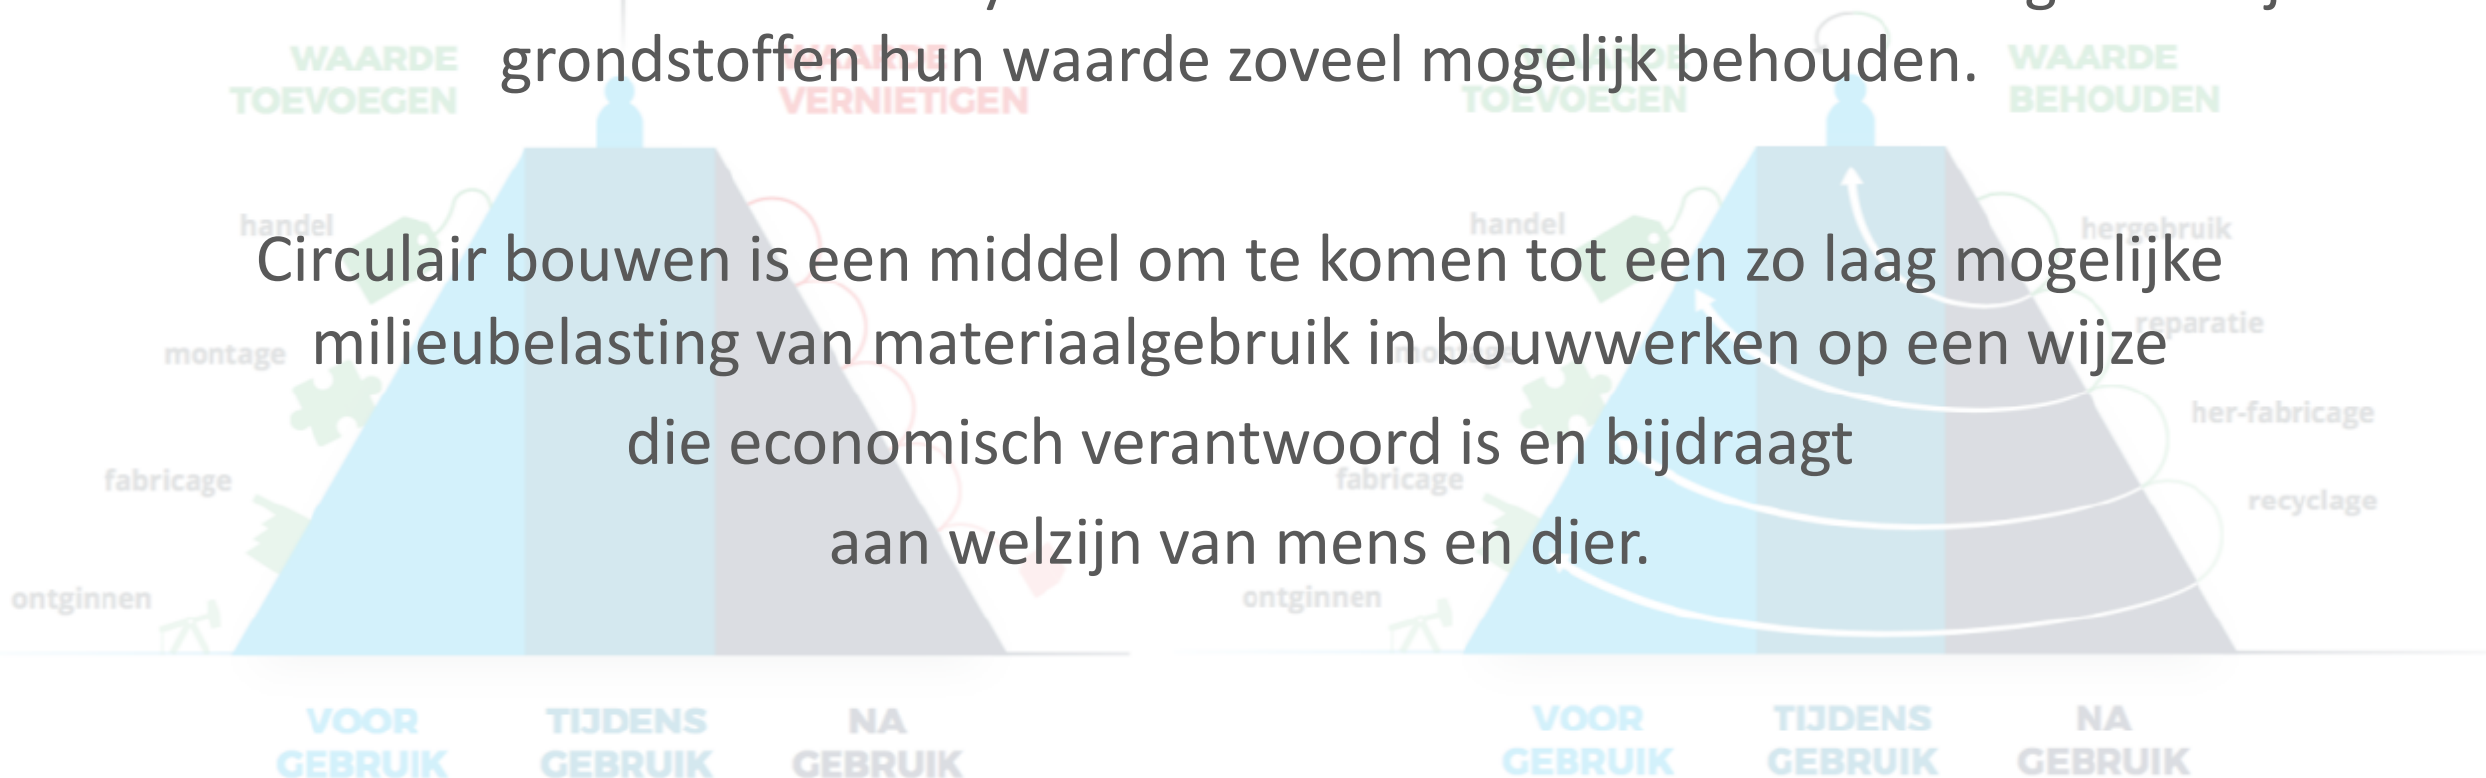 grondstoffen hun waarde zoveel mogelijk behouden.
WAARDE
TOEVOEGEN
WAARDE
VERNIETIGEN
WAARDE
TOEVOEGEN
WAARDE
BEHOUDEN
Circulair bouwen is een middel om te komen tot een zo laag mogelijke
milieubelasting van materiaalgebruik in bouwwerken op een wijze
die economisch verantwoord is en bijdraagt
aan welzijn van mens en dier.
handel
montage
fabricage
ontginnen
handel
montage
fabricage
ontginnen
hergebruik
reparatie
her-fabricage
recyclage
VOOR
GEBRUIK
TIJDENS
GEBRUIK
NA
GEBRUIK
VOOR
GEBRUIK
TIJDENS
GEBRUIK
NA
GEBRUIK